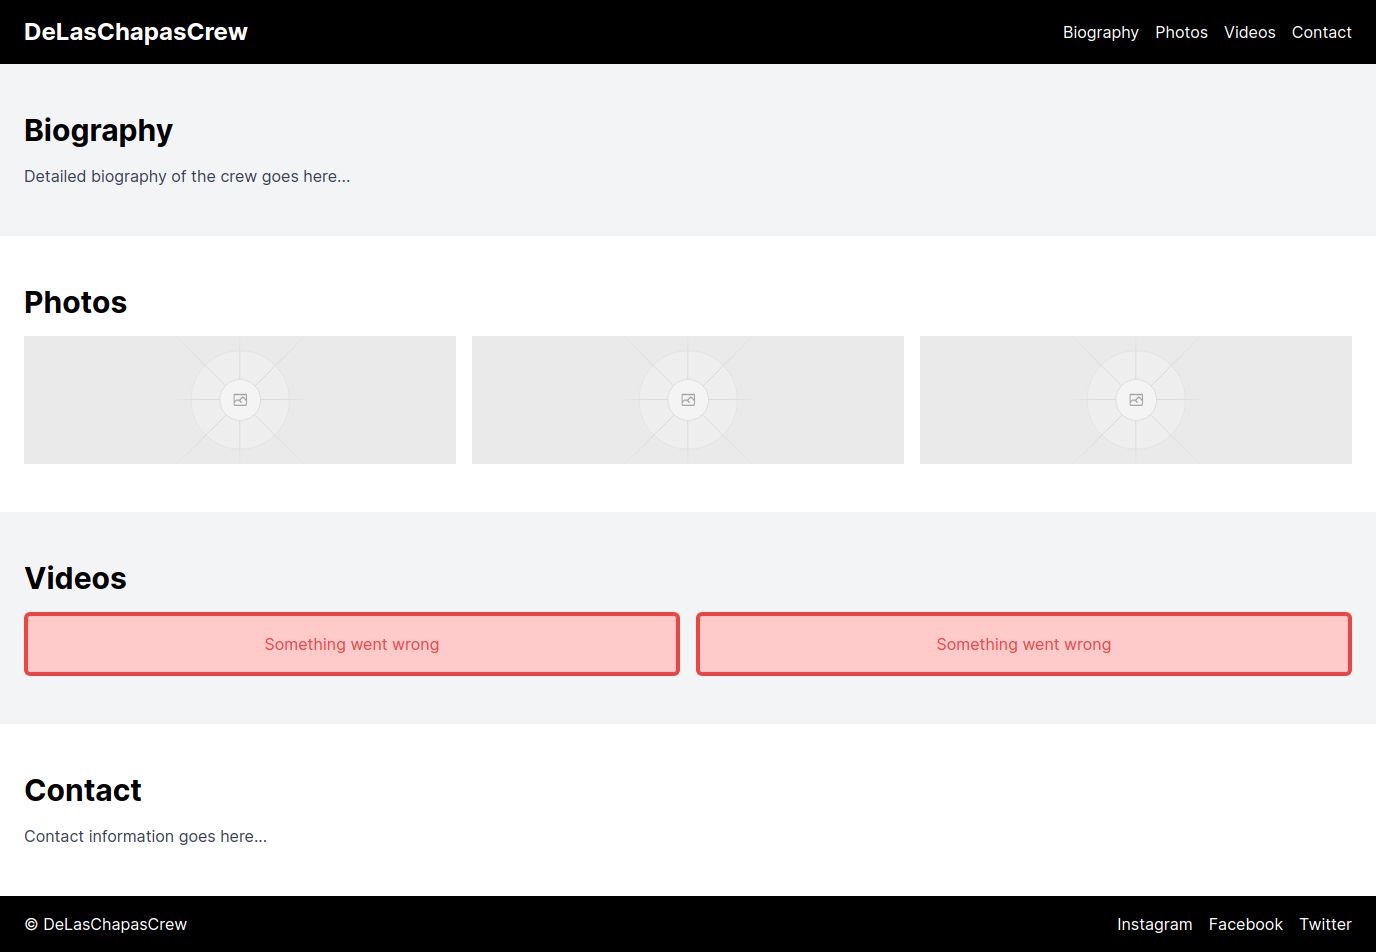 DeLasChapasCrew
Biography Photos Videos Contact
Biography
Detailed biography of the crew goes here...
Photos
Videos
Something went wrong
Something went wrong
Contact
Contact information goes here...
© DeLasChapasCrew
Instagram Facebook Twitter